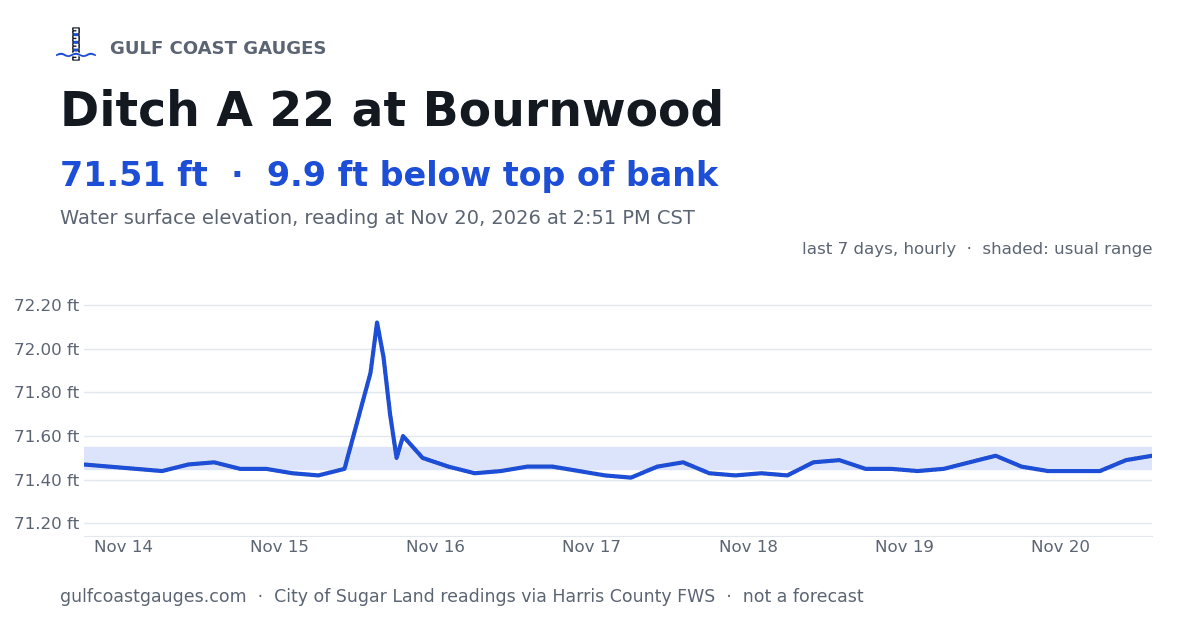 GULF COAST GAUGES
Ditch A 22 at Bournwood
71.51 ft · 9.9 ft below top of bank
Water surface elevation, reading at Nov 20, 2026 at 2:51 PM CST
last 7 days, hourly · shaded: usual range
72.20 ft
72.00 ft
71.80 ft
71.60 ft
71.40 ft
71.20 ft
Nov 14 Nov 15 Nov 16 Nov 17 Nov 18 Nov 19 Nov 20
gulfcoastgauges.com · City of Sugar Land readings via Harris County FWS · not a forecast